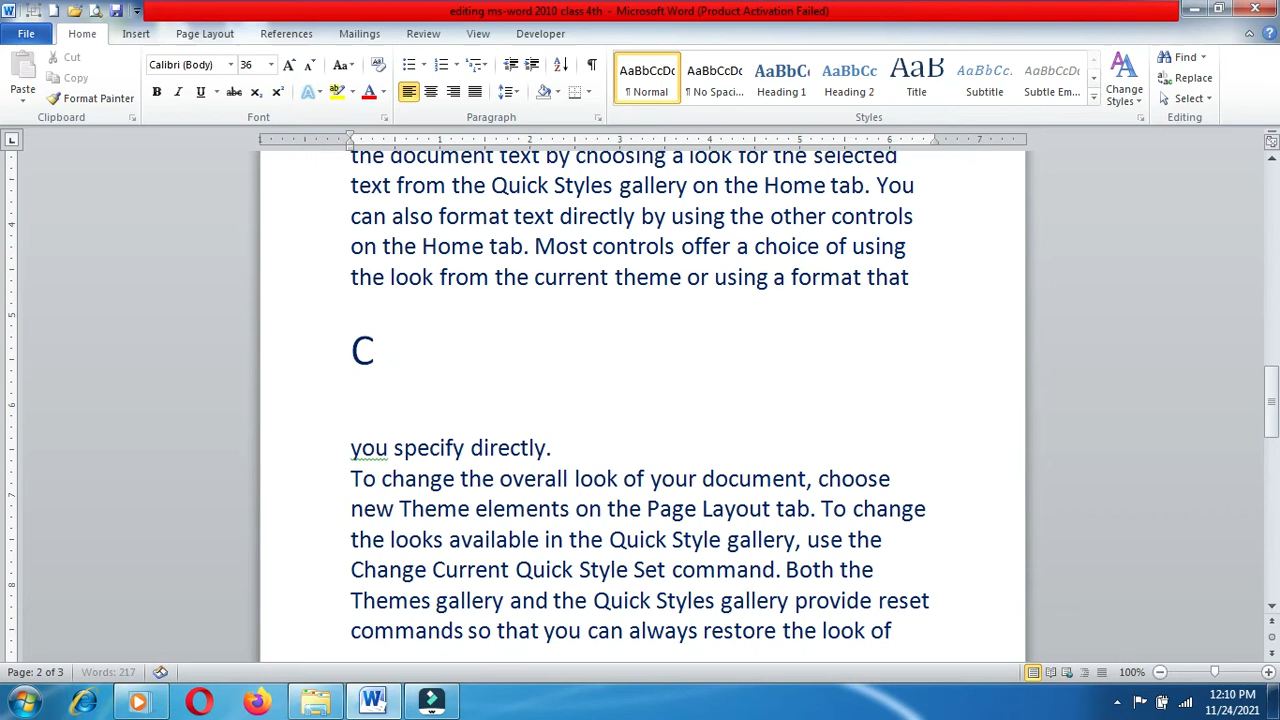 editing ms-word 2010 class 4th - Microsoft Word (Product Activation Failed)
File Home Insert Page Layout References Mailings Review View Developer
Paste
Cut
Copy
Format Painter
Clipboard
Calibri (Body) 36
Font
Paragraph
AaBbCcDc AaBbCcDc AaBbCc AaBbCc AaB AaBbCc. AaBbCcDc
¶ Normal ¶ No Spaci... Heading 1 Heading 2 Title Subtitle Subtle Em...
Change Styles
Styles
Find
Replace
Select
Editing
the document text by choosing a look for the selected
text from the Quick Styles gallery on the Home tab. You
can also format text directly by using the other controls
on the Home tab. Most controls offer a choice of using
the look from the current theme or using a format that
C
you specify directly.
To change the overall look of your document, choose
new Theme elements on the Page Layout tab. To change
the looks available in the Quick Style gallery, use the
Change Current Quick Style Set command. Both the
Themes gallery and the Quick Styles gallery provide reset
commands so that you can always restore the look of
Page: 2 of 3 Words: 217 100%
12:10 PM
11/24/2021